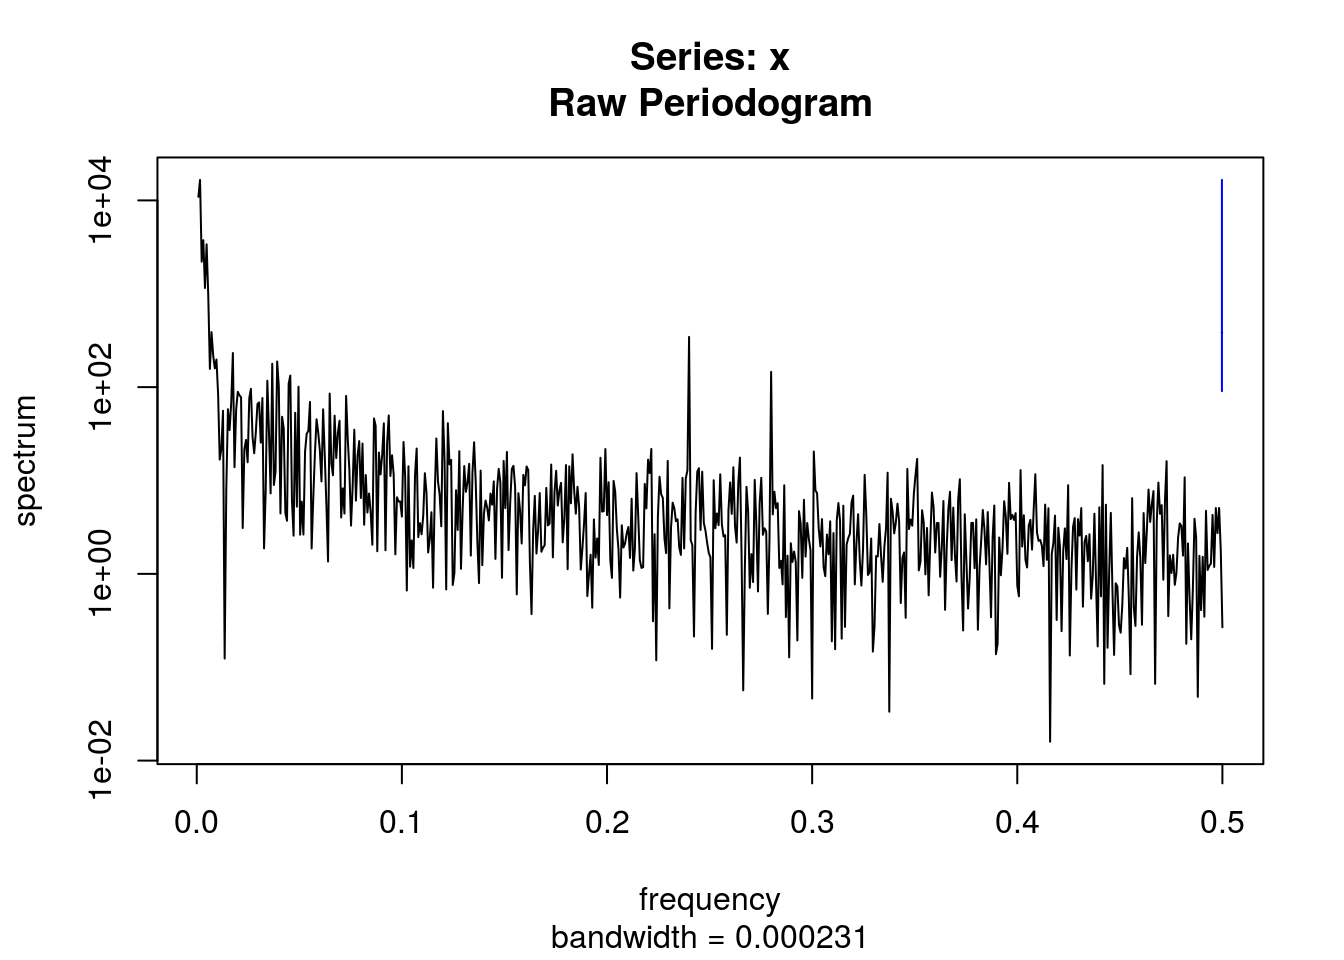 Series: x
Raw Periodogram
spectrum
1e+04
1e+02
1e+00
1e-02
0.0 0.1 0.2 0.3 0.4 0.5
frequency
bandwidth = 0.000231